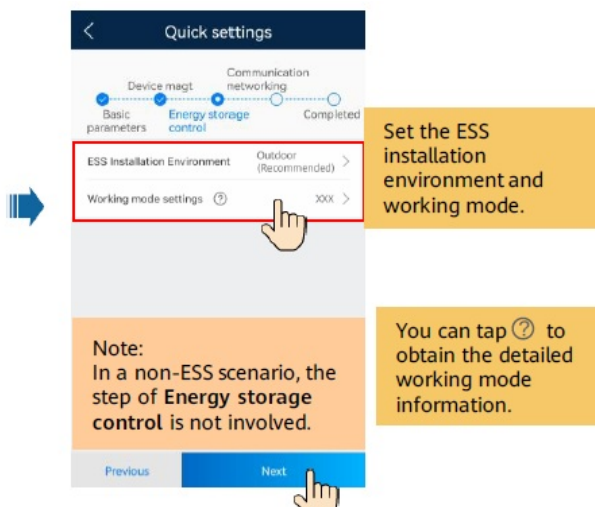 Quick settings
Communication
Device magt networking
Basic Energy storage Completed
parameters control
ESS Installation Environment Outdoor
(Recommended)
Working mode settings ? XXX
Set the ESS
installation
environment and
working mode.
Note:
In a non-ESS scenario, the
step of Energy storage
control is not involved.
You can tap ? to
obtain the detailed
working mode
information.
Previous Next